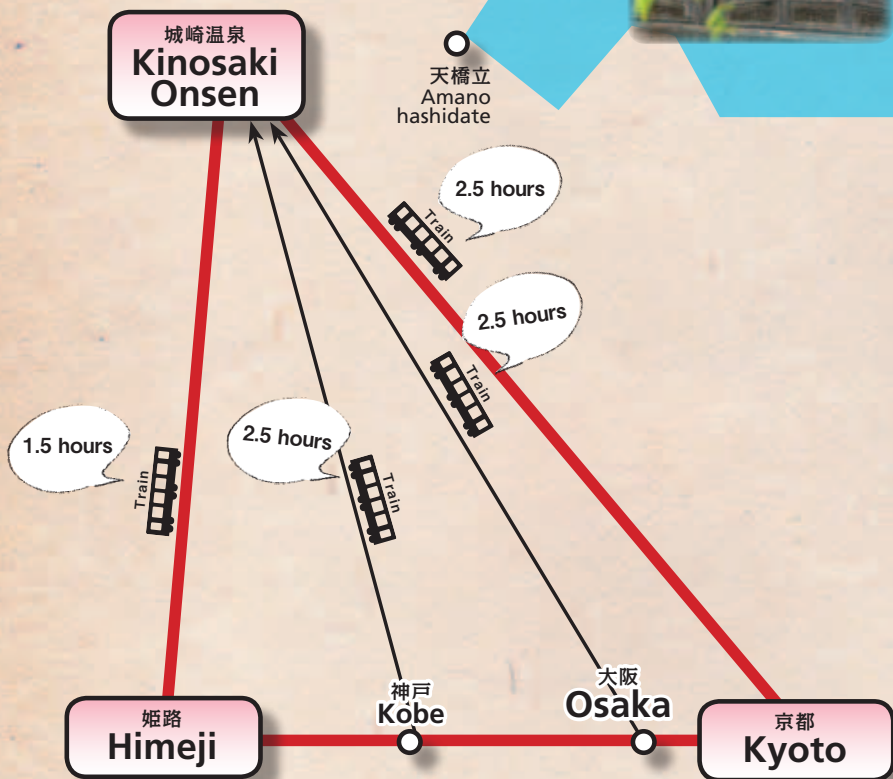 城崎温泉
Kinosaki
Onsen
天橋立
Amano
hashidate
2.5 hours
Train
2.5 hours
Train
1.5 hours
Train
2.5 hours
Train
姫路
Himeji
神戸
Kobe
大阪
Osaka
京都
Kyoto